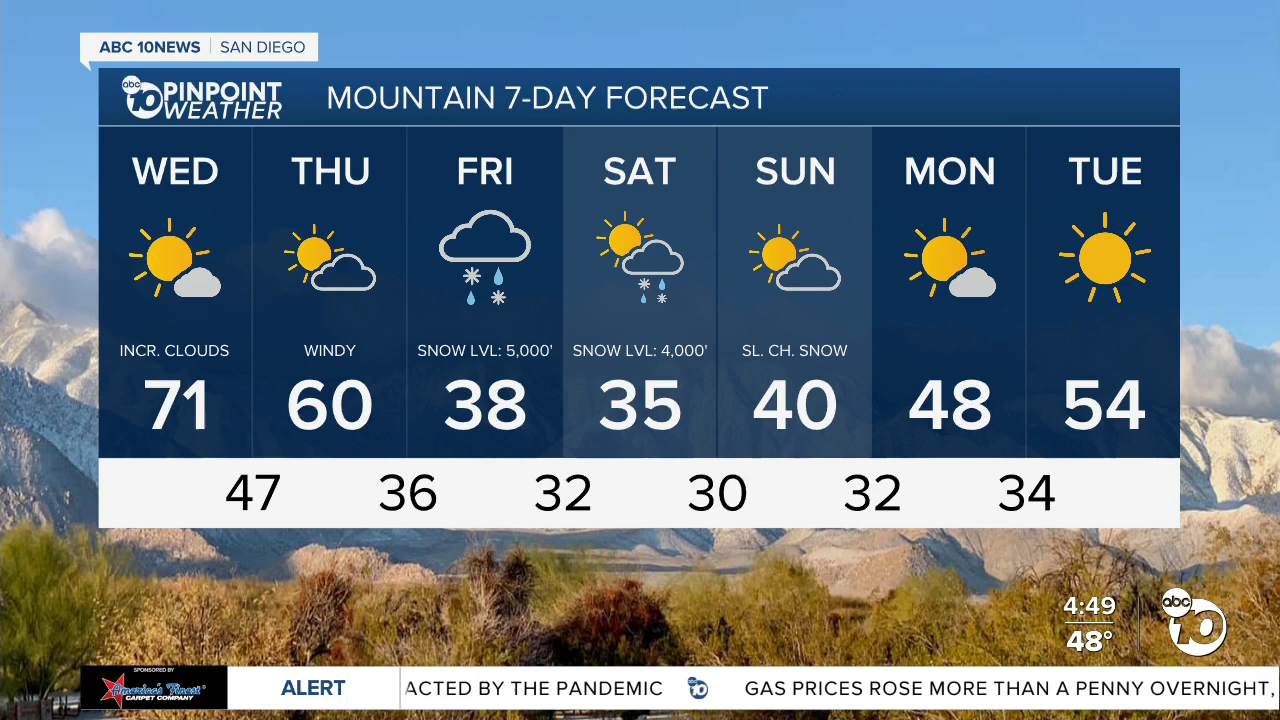 ABC 10NEWS | SAN DIEGO
abc 10 PINPOINT WEATHER
MOUNTAIN 7-DAY FORECAST
WED THU FRI SAT SUN MON TUE
INCR. CLOUDS WINDY SNOW LVL: 5,000' SNOW LVL: 4,000' SL. CH. SNOW
71 60 38 35 40 48 54
47 36 32 30 32 34
4:49
48°
abc 10
SPONSORED BY
America's Finest
CARPET COMPANY
ALERT
ACTED BY THE PANDEMIC abc 10 GAS PRICES ROSE MORE THAN A PENNY OVERNIGHT,